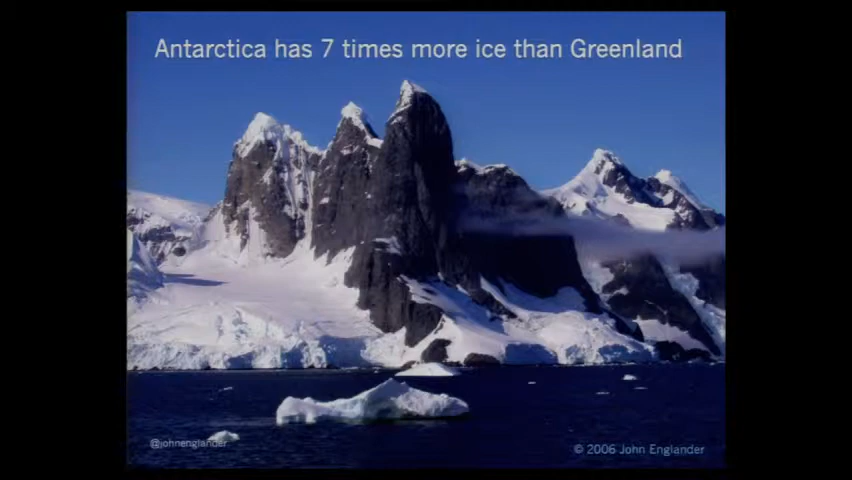 Antarctica has 7 times more ice than Greenland
@johnenglander
© 2006 John Englander